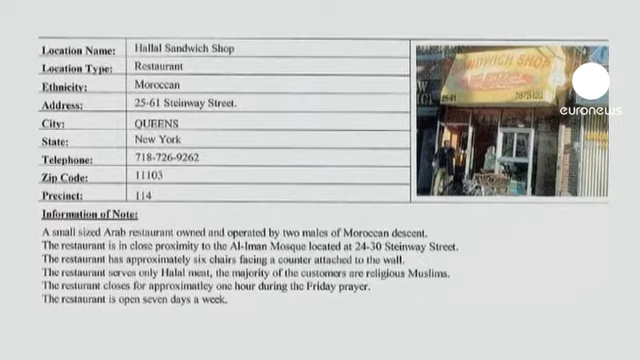 Location Name: Hallal Sandwich Shop
Location Type: Restaurant
Ethnicity: Moroccan
Address: 25-61 Steinway Street.
City: QUEENS
State: New York
Telephone: 718-726-9262
Zip Code: 11103
Precinct: 114
SANDWICH SHOP
25-61
euronews
Information of Note:
A small sized Arab restaurant owned and operated by two males of Moroccan descent.
The restaurant is in close proximity to the Al-Iman Mosque located at 24-30 Steinway Street.
The restaurant has approximately six chairs facing a counter attached to the wall.
The restaurant serves only Halal meat, the majority of the customers are religious Muslims.
The resturant closes for approximatley one hour during the Friday prayer.
The restaurant is open seven days a week.